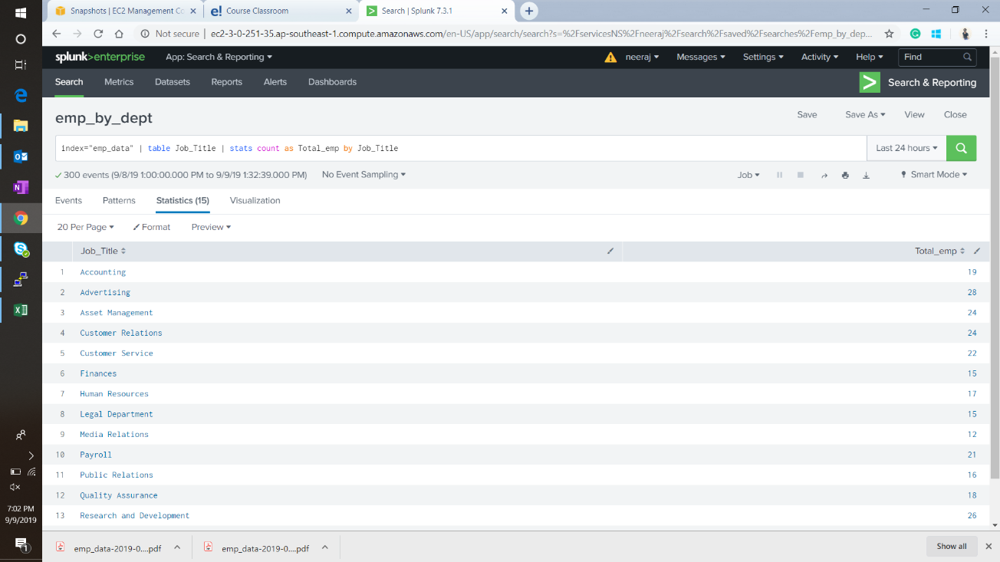 Snapshots | EC2 Management Co
e! Course Classroom
Search | Splunk 7.3.1
Not secure | ec2-3-0-251-35.ap-southeast-1.compute.amazonaws.com/en-US/app/search/search?s=%2FservicesNS%2Fneeraj%2Fsearch%2Fsaved%2Fsearches%2Femp_by_dep...
splunk>enterprise App: Search & Reporting neeraj Messages Settings Activity Help Find
Search Metrics Datasets Reports Alerts Dashboards Search & Reporting
emp_by_dept Save Save As View Close
index="emp_data" | table Job_Title | stats count as Total_emp by Job_Title Last 24 hours
300 events (9/8/19 1:00:00.000 PM to 9/9/19 1:32:39.000 PM) No Event Sampling Job Smart Mode
Events Patterns Statistics (15) Visualization
20 Per Page Format Preview
Job_Title Total_emp
1 Accounting 19
2 Advertising 28
3 Asset Management 24
4 Customer Relations 24
5 Customer Service 22
6 Finances 15
7 Human Resources 17
8 Legal Department 15
9 Media Relations 12
10 Payroll 21
11 Public Relations 16
12 Quality Assurance 18
13 Research and Development 26
7:02 PM
9/9/2019
1
emp_data-2019-0....pdf emp_data-2019-0....pdf Show all